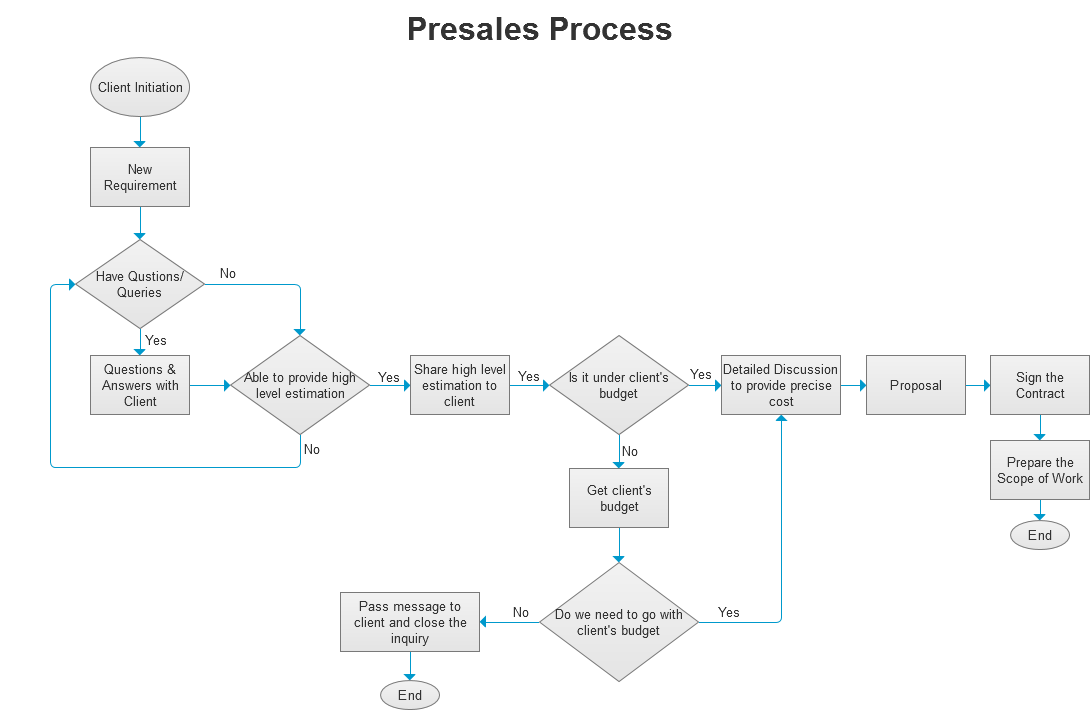 Presales Process
Client Initiation
New
Requirement
Have Qustions/
Queries
No
Yes
Questions &
Answers with
Client
Able to provide high
level estimation
No
Yes
Share high level
estimation to
client
Yes
Is it under client's
budget
Yes
No
Detailed Discussion
to provide precise
cost
Proposal
Sign the
Contract
Prepare the
Scope of Work
End
Get client's
budget
Do we need to go with
client's budget
Yes
No
Pass message to
client and close the
inquiry
End